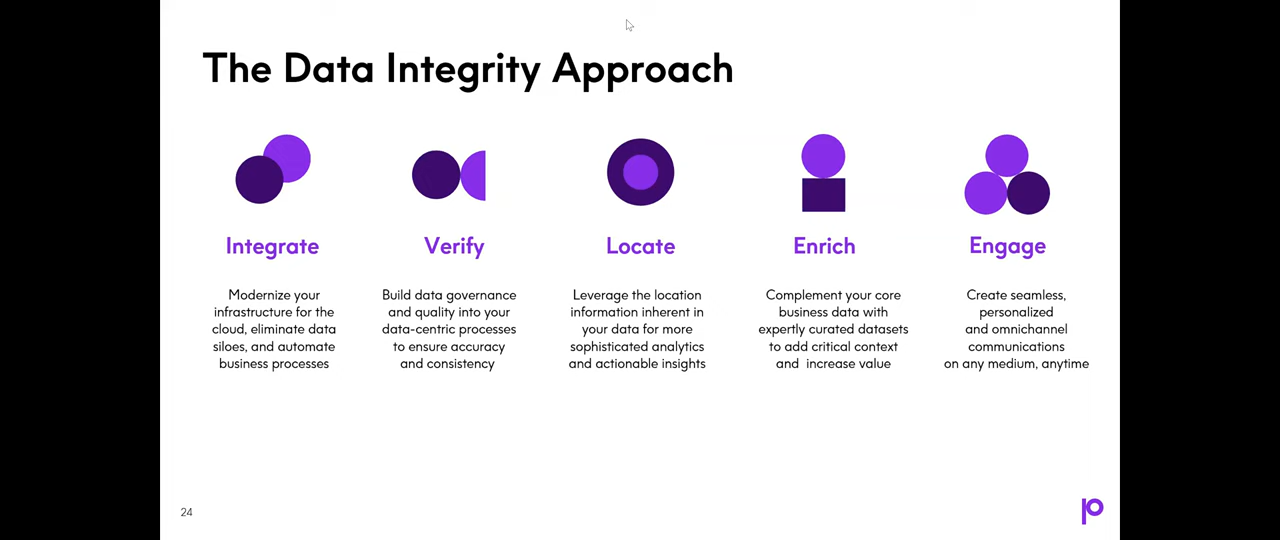 The Data Integrity Approach
Integrate
Modernize your
infrastructure for the
cloud, eliminate data
siloes, and automate
business processes
Verify
Build data governance
and quality into your
data-centric processes
to ensure accuracy
and consistency
Locate
Leverage the location
information inherent in
your data for more
sophisticated analytics
and actionable insights
Enrich
Complement your core
business data with
expertly curated datasets
to add critical context
and  increase value
Engage
Create seamless,
personalized
and omnichannel
communications
on any medium, anytime
24